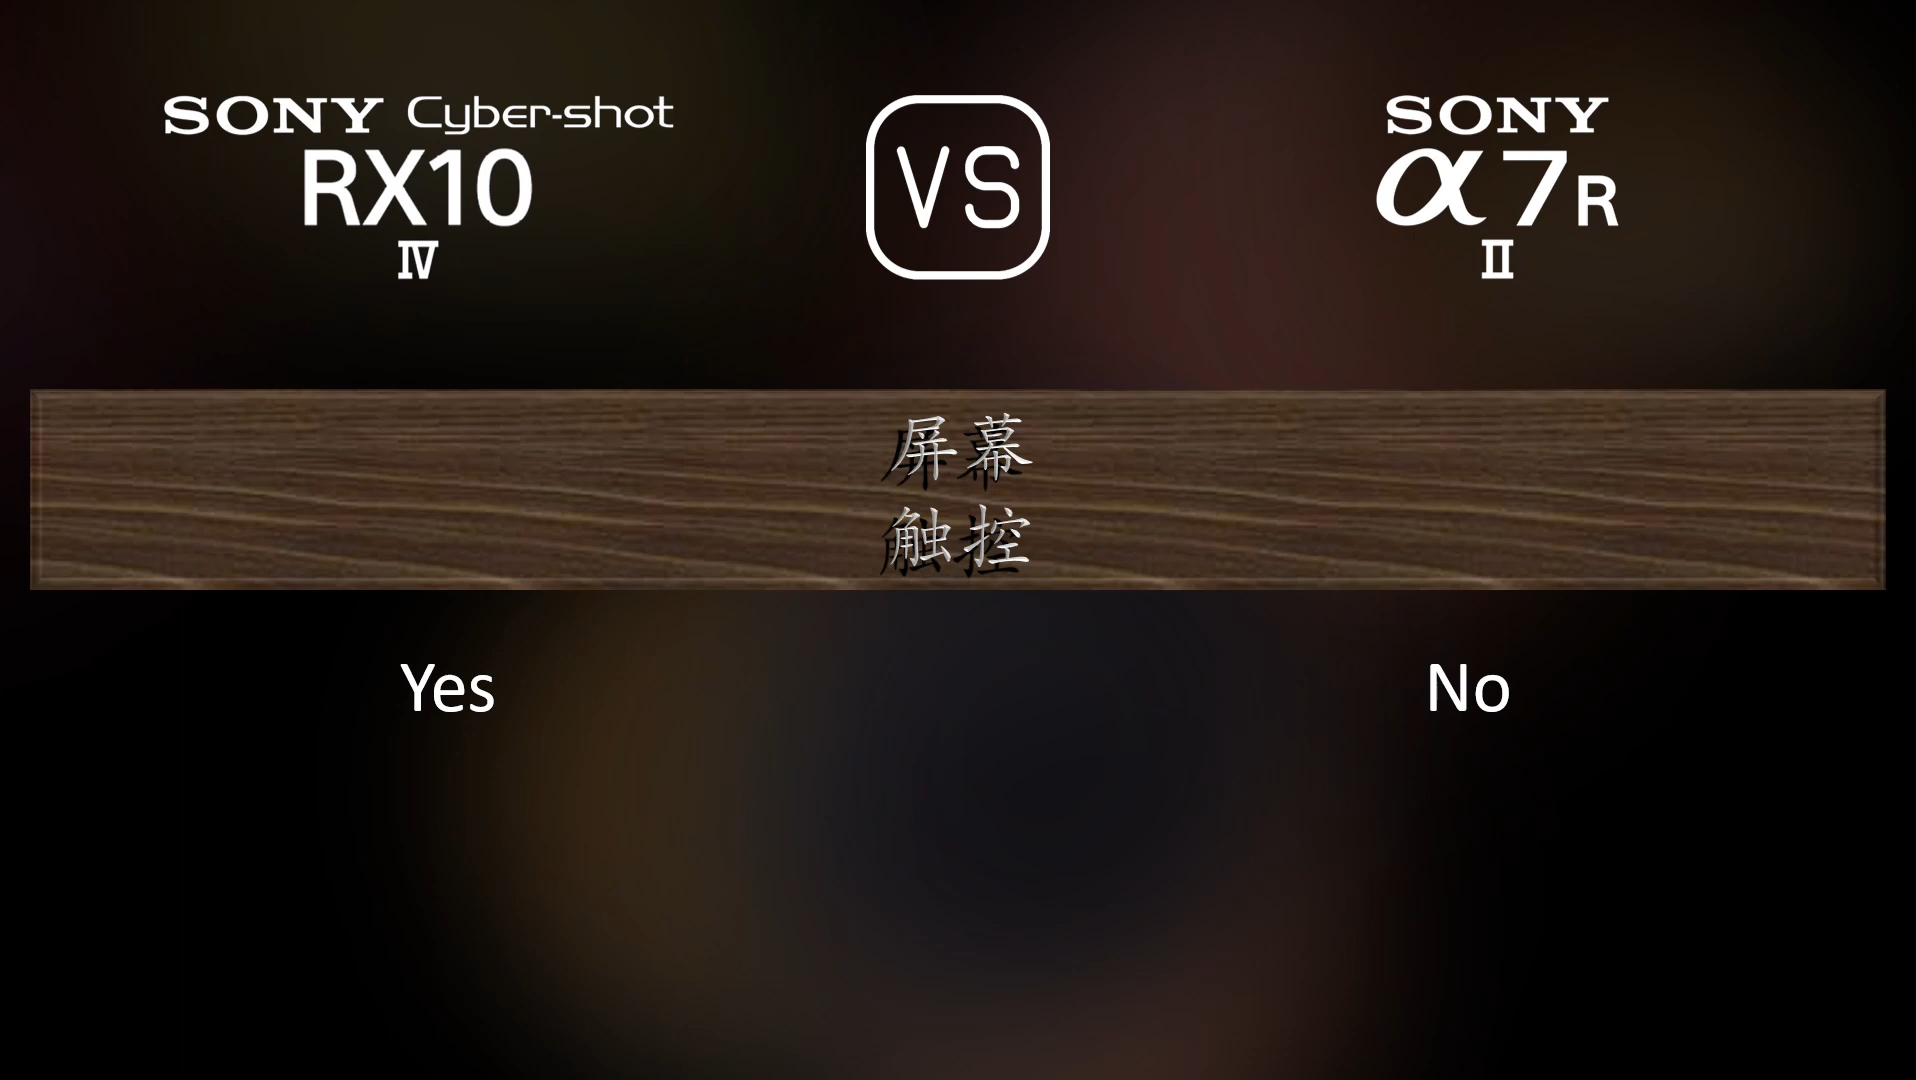 SONY Cyber-shot
RX10
IV
VS
SONY
α7R
II
屏幕
触控
Yes
No